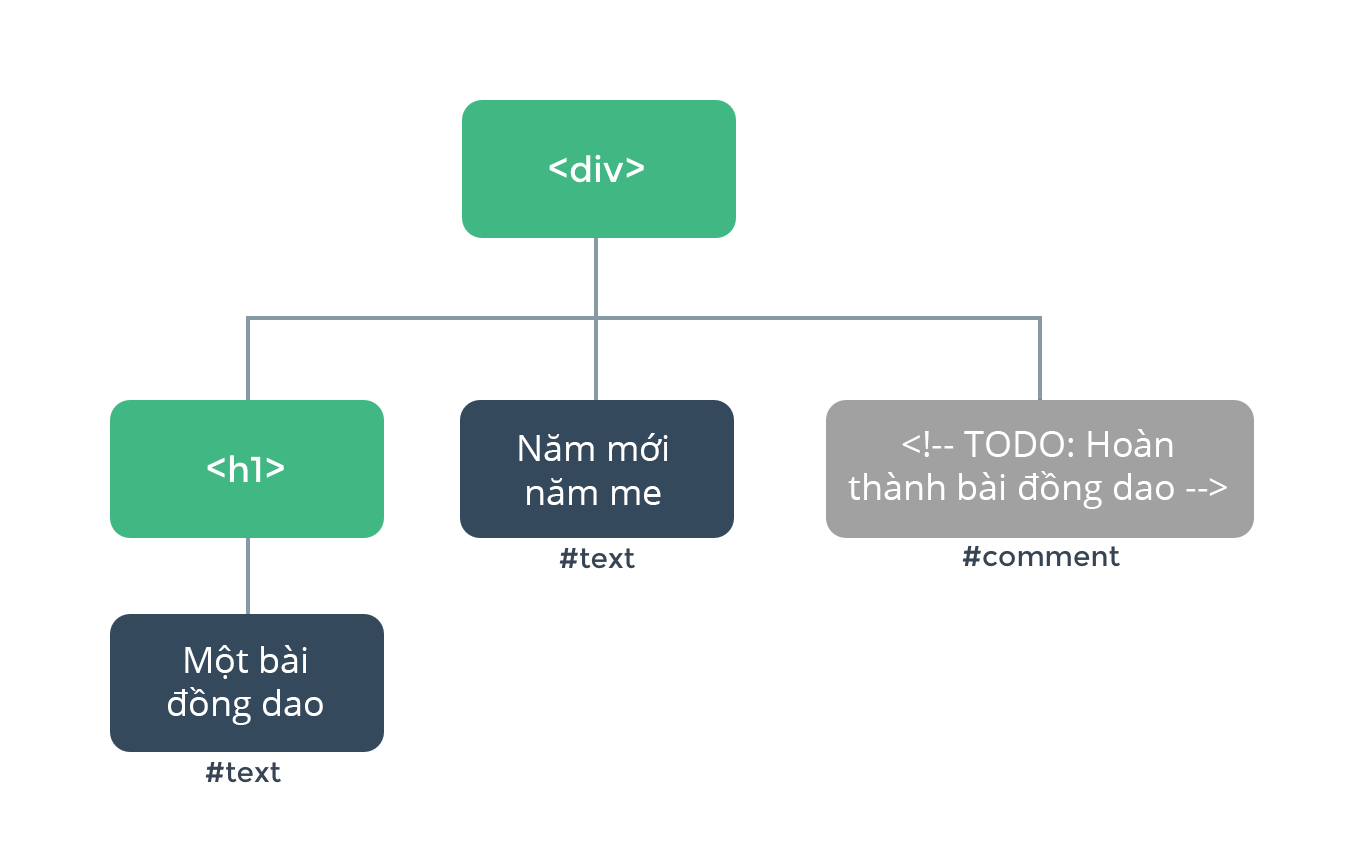 <div>
<h1>
Năm mới
năm me
#text
<!-- TODO: Hoàn
thành bài đồng dao -->
#comment
Một bài
đồng dao
#text